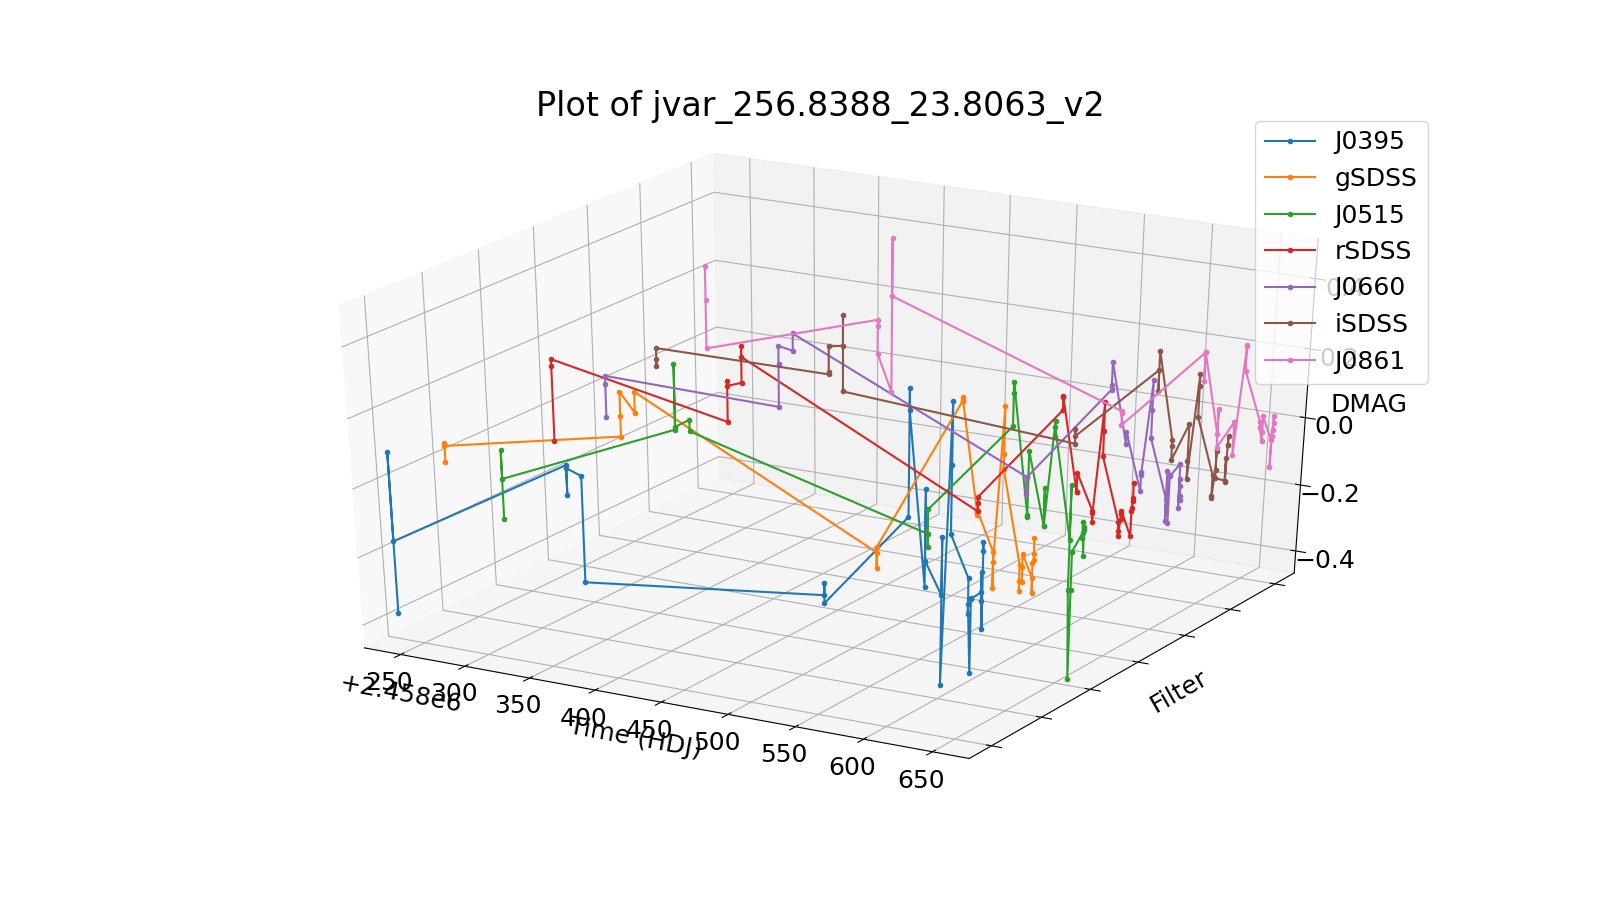 Plot of jvar_256.8388_23.8063_v2
J0395
gSDSS
J0515
rSDSS
J0660
iSDSS
J0861
DMAG
0.0
−0.2
−0.4
Filter
250
300
350
400
450
500
550
600
650
+2.458e6
Time (HDJ)